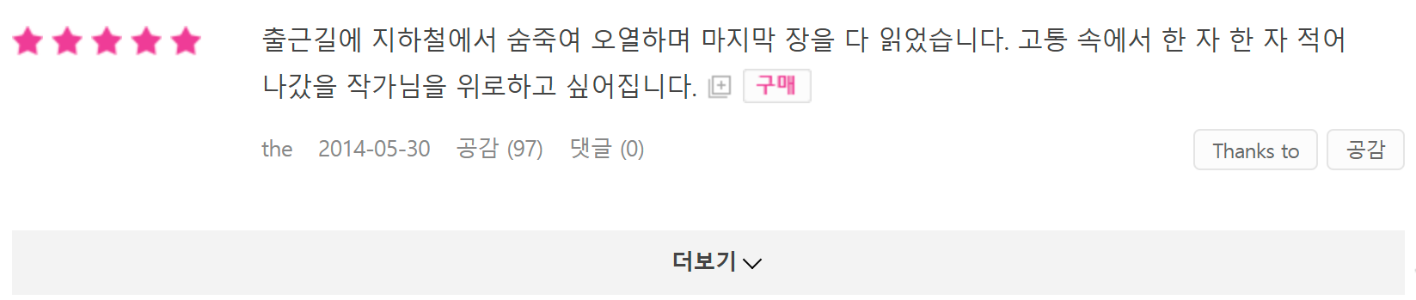 출근길에 지하철에서 숨죽여 오열하며 마지막 장을 다 읽었습니다. 고통 속에서 한 자 한 자 적어
나갔을 작가님을 위로하고 싶어집니다. 구매
the 2014-05-30 공감 (97) 댓글 (0) Thanks to 공감
더보기